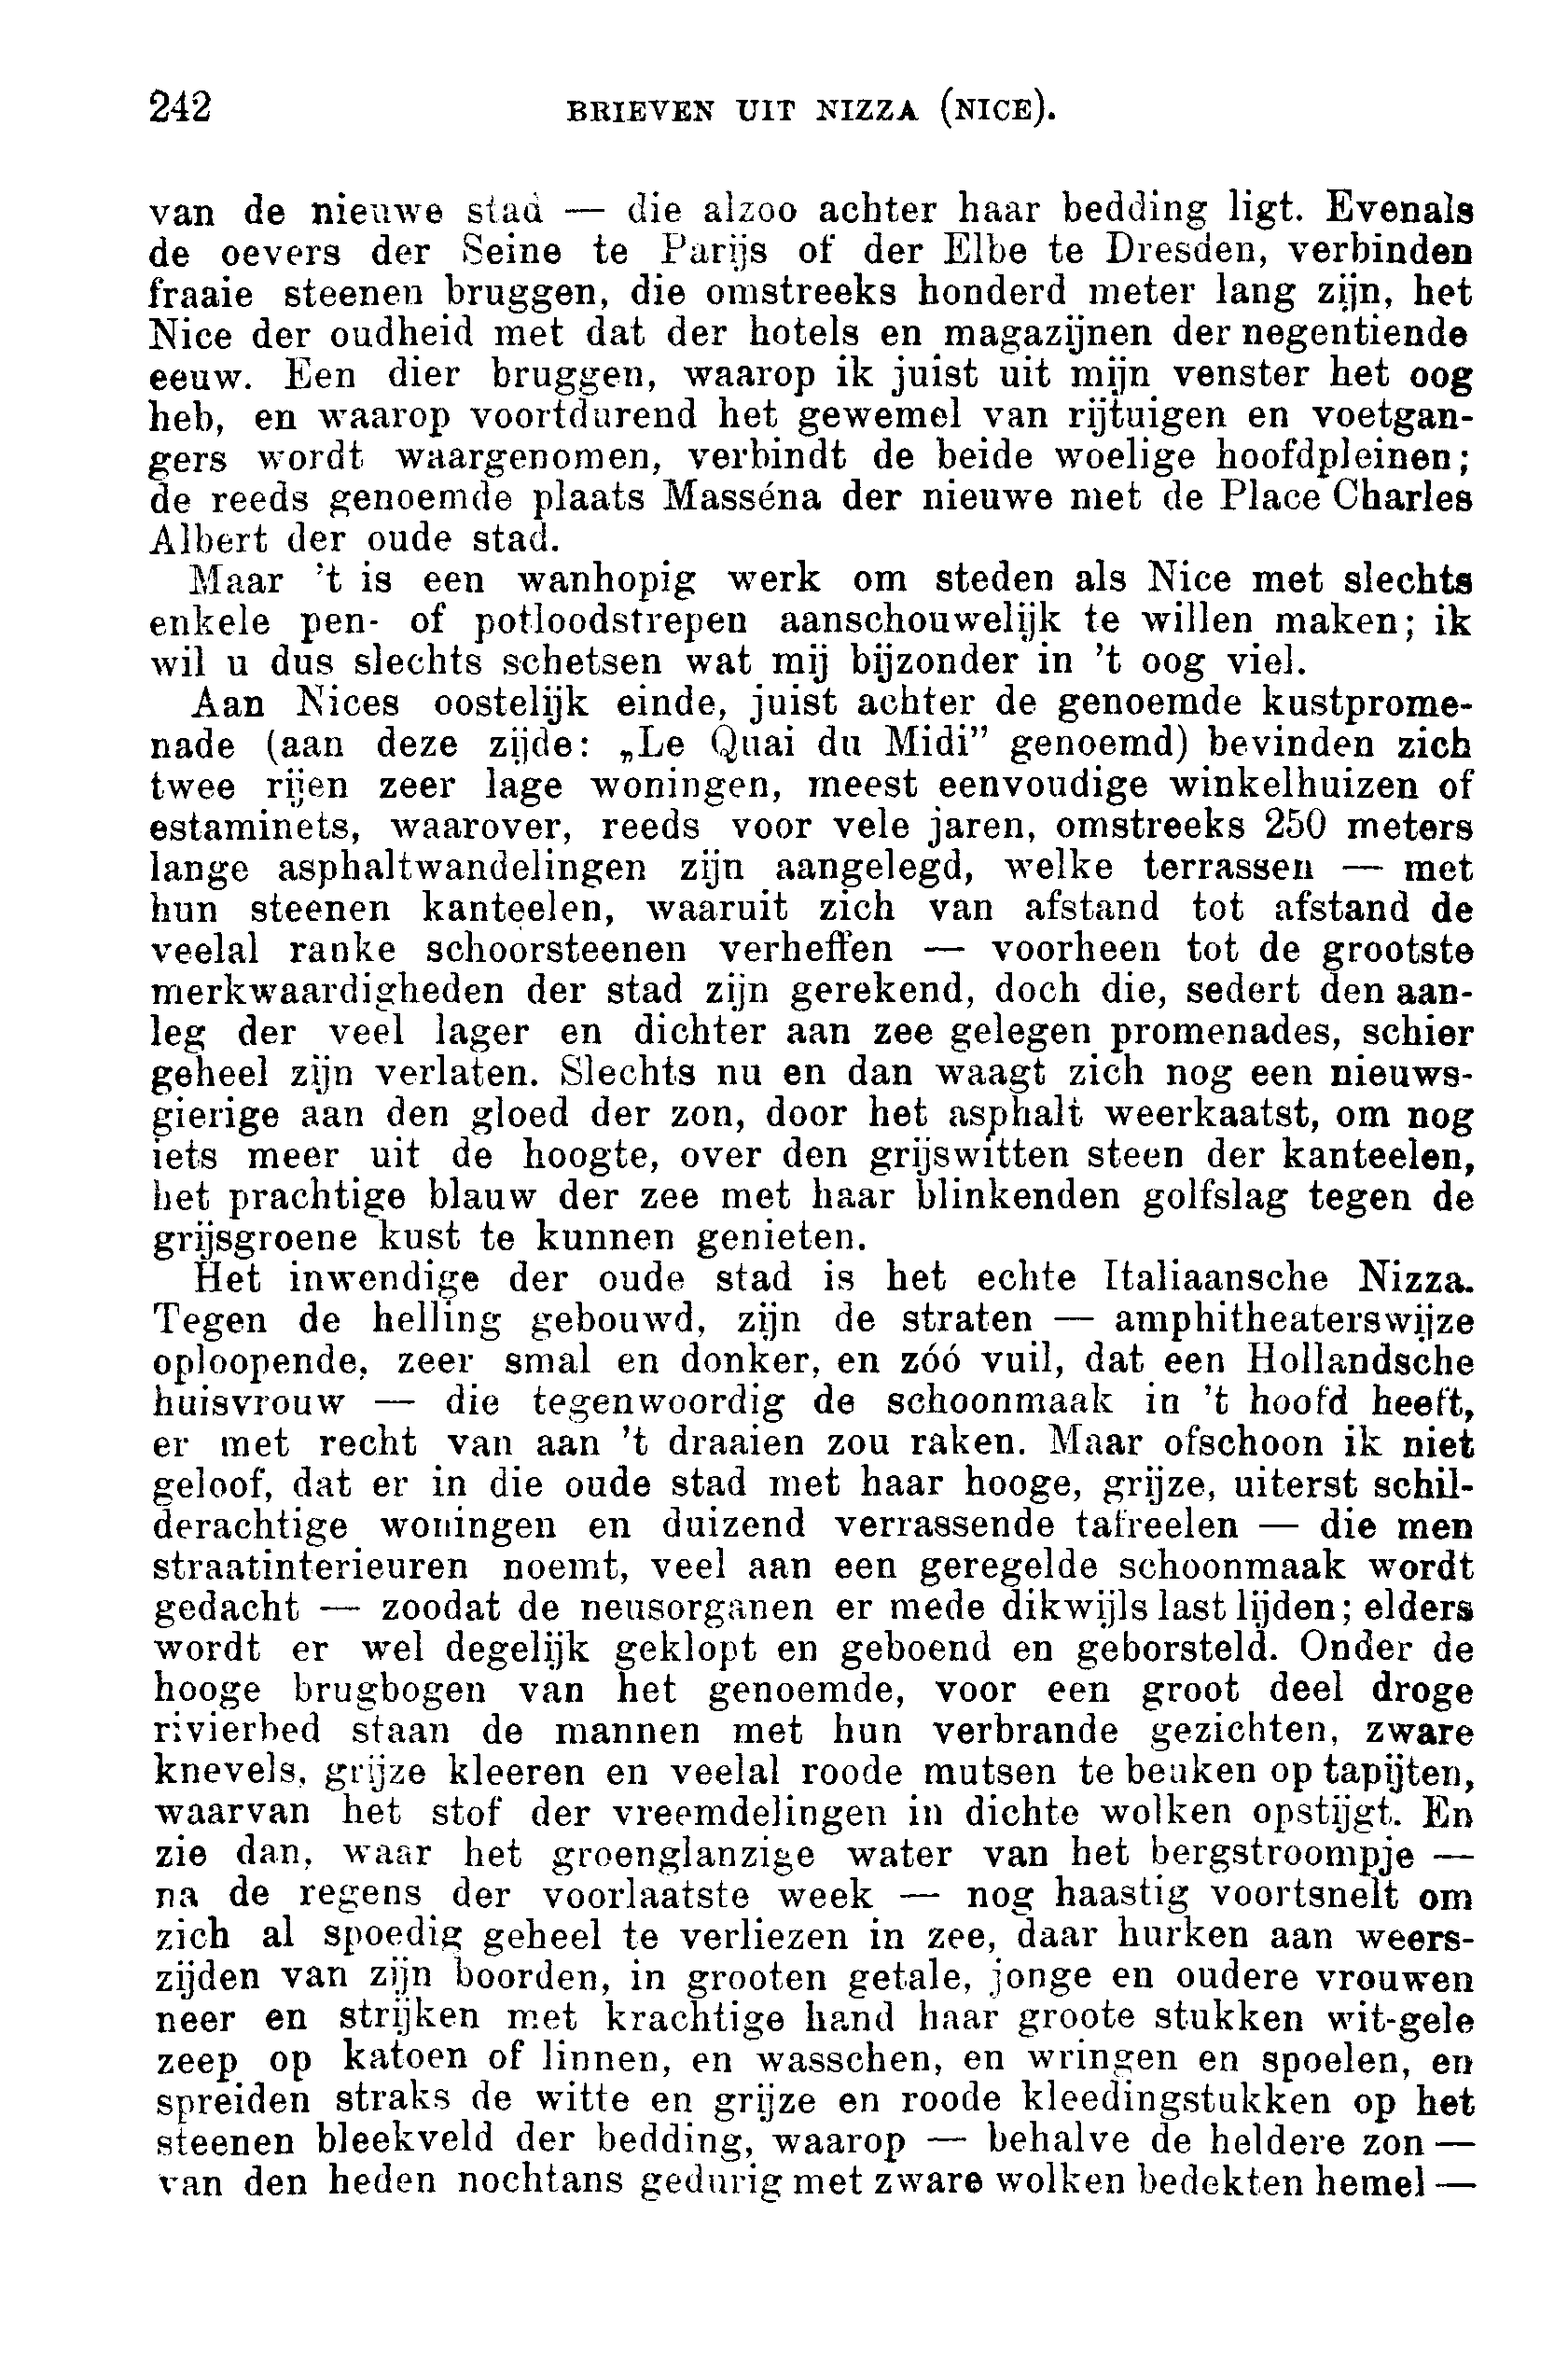 242 BRIEVEN UIT NIZZA (NICE).
van de nieuwe stad — die alzoo achter haar bedding ligt. Evenals
de oevers der Seine te Parijs of der Elbe te Dresden, verbinden
fraaie steenen bruggen, die omstreeks honderd meter lang zijn, het
Nice der oudheid met dat der hotels en magazijnen der negentiende
eeuw. Een dier bruggen, waarop ik juist uit mijn venster het oog
heb, en waarop voortdurend het gewemel van rijtuigen en voetgan-
gers wordt waargenomen, verbindt de beide woelige hoofdpleinen;
de reeds genoemde plaats Masséna der nieuwe met de Place Charles
Albert der oude stad.
Maar 't is een wanhopig werk om steden als Nice met slechts
enkele pen- of potloodstrepen aanschouwelijk te willen maken; ik
wil u dus slechts schetsen wat mij bijzonder in 't oog viel.
Aan Nices oostelijk einde, juist achter de genoemde kustprome-
nade (aan deze zijde: „Le Quai du Midi” genoemd) bevinden zich
twee rijen zeer lage woningen, meest eenvoudige winkelhuizen of
estaminets, waarover, reeds voor vele jaren, omstreeks 250 meters
lange asphaltwandelingen zijn aangelegd, welke terrassen — met
hun steenen kanteelen, waaruit zich van afstand tot afstand de
veelal ranke schoorsteenen verheffen — voorheen tot de grootste
merkwaardigheden der stad zijn gerekend, doch die, sedert den aan-
leg der veel lager en dichter aan zee gelegen promenades, schier
geheel zijn verlaten. Slechts nu en dan waagt zich nog een nieuws-
gierige aan den gloed der zon, door het asphalt weerkaatst, om nog
iets meer uit de hoogte, over den grijswitten steen der kanteelen,
het prachtige blauw der zee met haar blinkenden golfslag tegen de
grijsgroene kust te kunnen genieten.
Het inwendige der oude stad is het echte Italiaansche Nizza.
Tegen de helling gebouwd, zijn de straten — amphitheaterswijze
oploopende, zeer smal en donker, en zóó vuil, dat een Hollandsche
huisvrouw — die tegenwoordig de schoonmaak in 't hoofd heeft,
er met recht van aan 't draaien zou raken. Maar ofschoon ik niet
geloof, dat er in die oude stad met haar hooge, grijze, uiterst schil-
derachtige woningen en duizend verrassende tafreelen — die men
straatinterieuren noemt, veel aan een geregelde schoonmaak wordt
gedacht — zoodat de neusorganen er mede dikwijls last lijden; elders
wordt er wel degelijk geklopt en geboend en geborsteld. Onder de
hooge brugbogen van het genoemde, voor een groot deel droge
rivierbed staan de mannen met hun verbrande gezichten, zware
knevels, grijze kleeren en veelal roode mutsen te beuken op tapijten,
waarvan het stof der vreemdelingen in dichte wolken opstijgt. En
zie dan, waar het groenglanzige water van het bergstroompje —
na de regens der voorlaatste week — nog haastig voortsnelt om
zich al spoedig geheel te verliezen in zee, daar hurken aan weers-
zijden van zijn boorden, in grooten getale, jonge en oudere vrouwen
neer en strijken met krachtige hand haar groote stukken wit-gele
zeep op katoen of linnen, en wasschen, en wringen en spoelen, en
spreiden straks de witte en grijze en roode kleedingstukken op het
steenen bleekveld der bedding, waarop — behalve de heldere zon —
van den heden nochtans gedurig met zware wolken bedekten hemel —